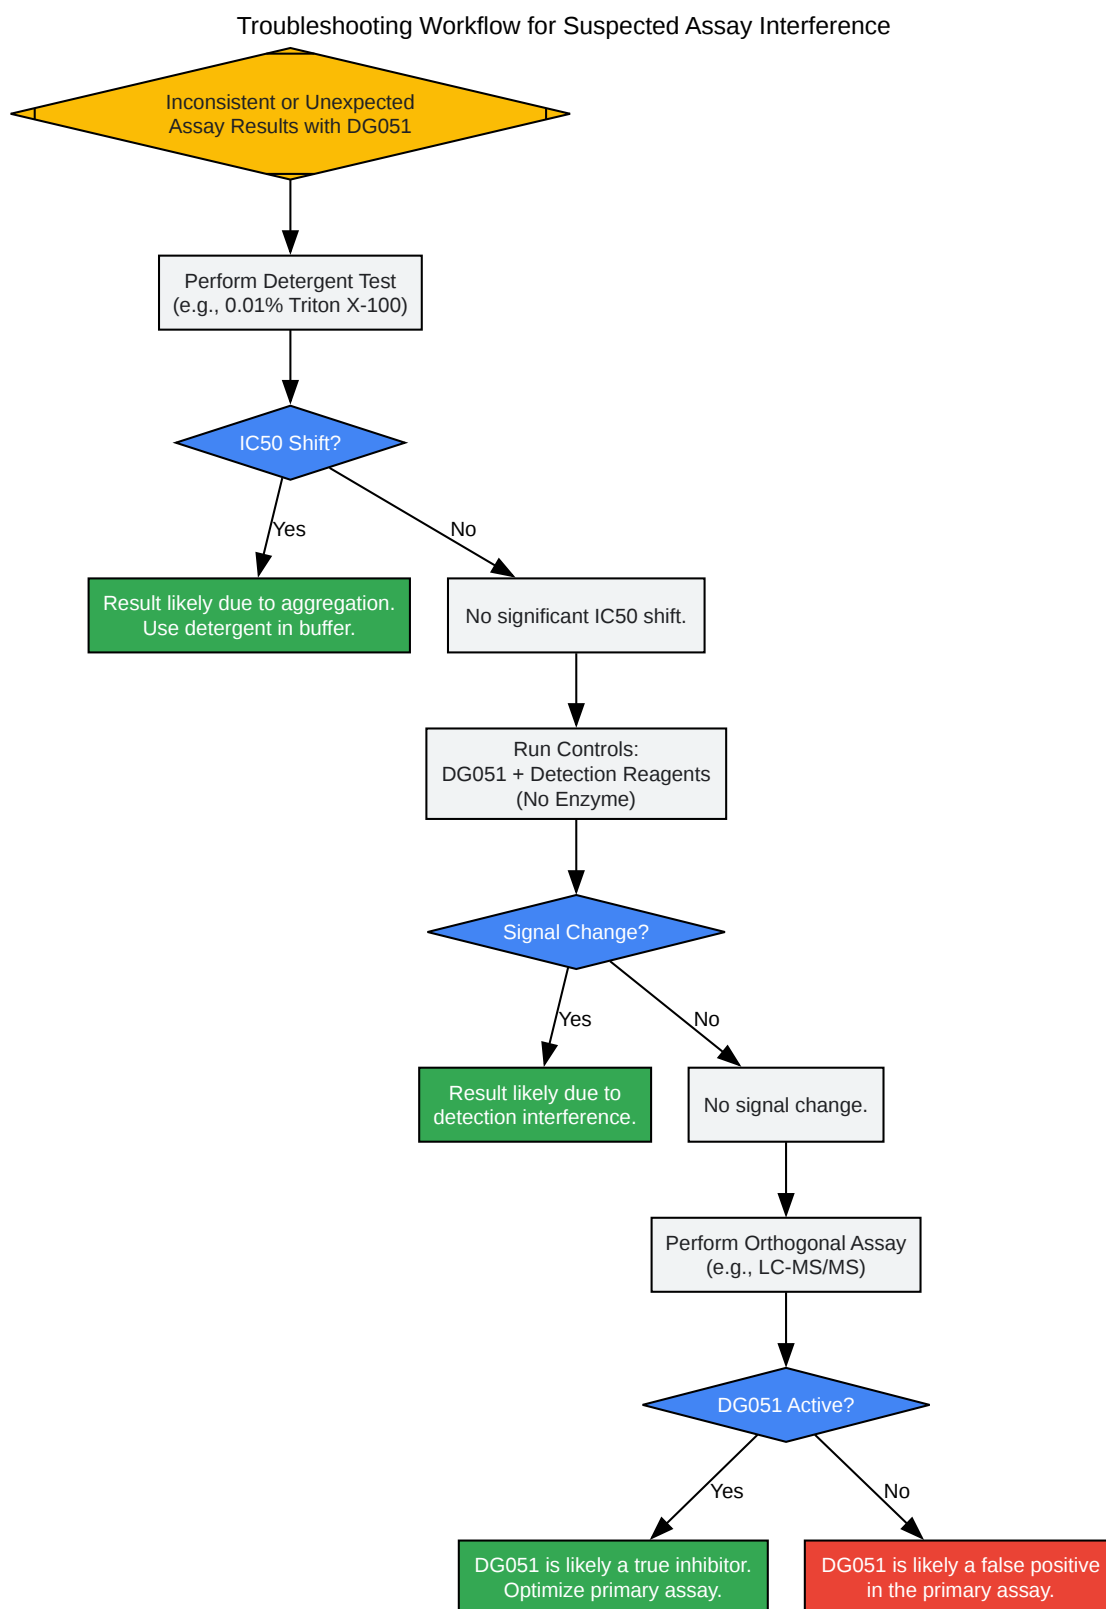 Troubleshooting Workflow for Suspected Assay Interference
Inconsistent or Unexpected
Assay Results with DG051
Perform Detergent Test
(e.g., 0.01% Triton X-100)
IC50 Shift?
Yes
No
Result likely due to aggregation.
Use detergent in buffer.
No significant IC50 shift.
Run Controls:
DG051 + Detection Reagents
(No Enzyme)
Signal Change?
Yes
No
Result likely due to
detection interference.
No signal change.
Perform Orthogonal Assay
(e.g., LC-MS/MS)
DG051 Active?
Yes
No
DG051 is likely a true inhibitor.
Optimize primary assay.
DG051 is likely a false positive
in the primary assay.